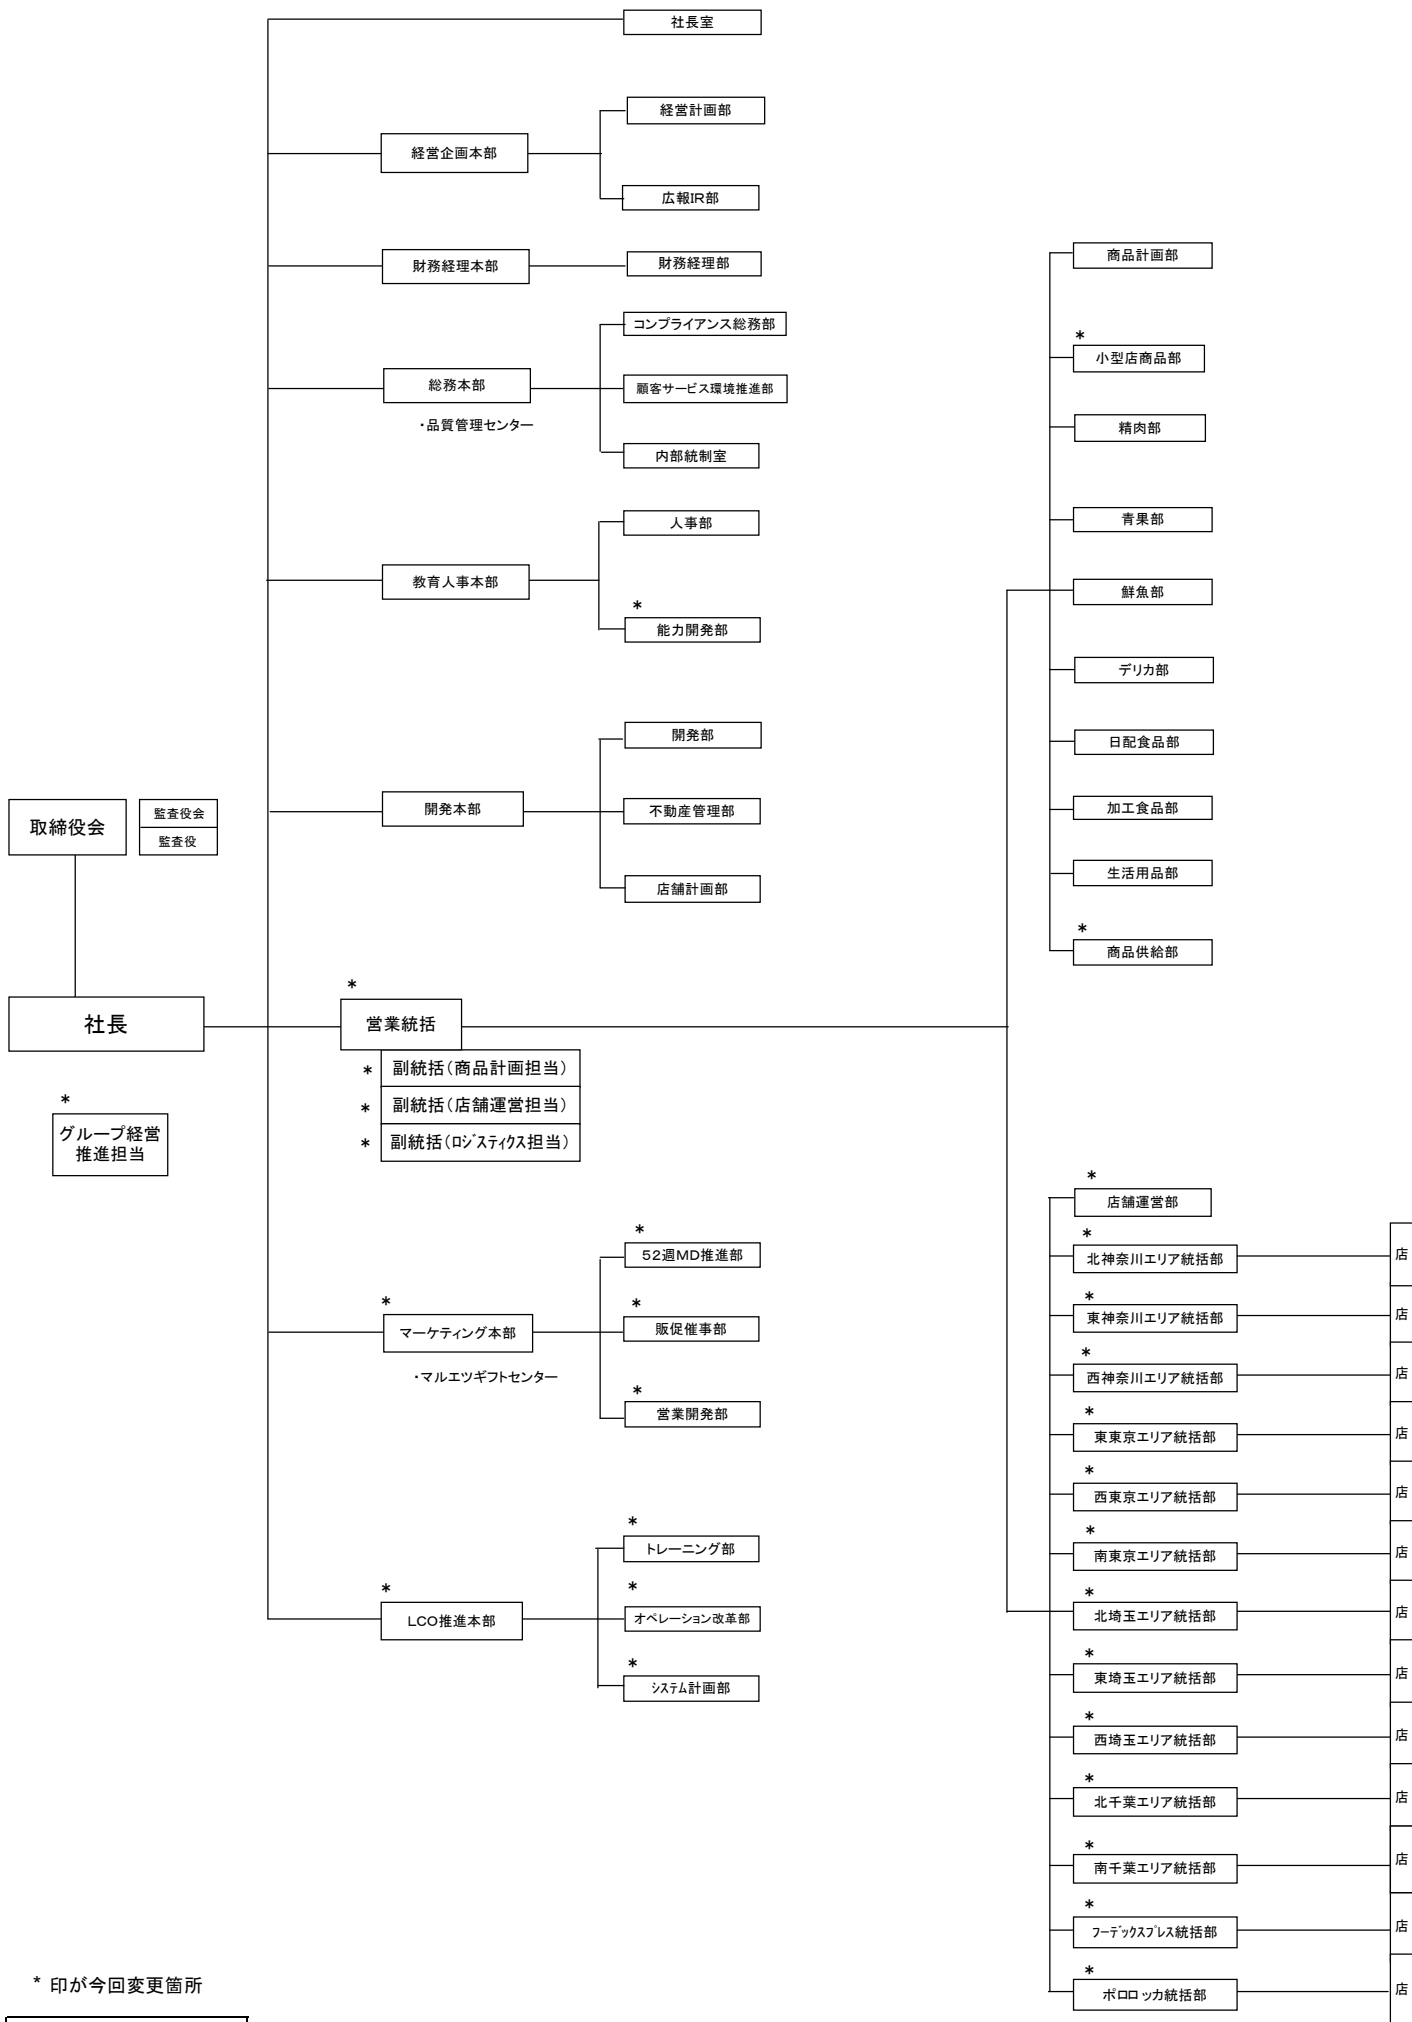 社長室
経営計画部
経営企画本部
広報IR部
財務経理本部
財務経理部
コンプライアンス総務部
総務本部
顧客サービス環境推進部
・品質管理センター
内部統制室
人事部
教育人事本部
*
能力開発部
開発部
開発本部
不動産管理部
店舗計画部
取締役会
監査役会
監査役
社長
*
グループ経営
推進担当
*
営業統括
* 副統括(商品計画担当)
* 副統括(店舗運営担当)
* 副統括(ロジスティクス担当)
*
52週MD推進部
*
マーケティング本部
*
販促催事部
・マルエツギフトセンター
*
営業開発部
*
トレーニング部
*
LCO推進本部
*
オペレーション改革部
*
システム計画部
商品計画部
*
小型店商品部
精肉部
青果部
鮮魚部
デリカ部
日配食品部
加工食品部
生活用品部
*
商品供給部
*
店舗運営部
*
北神奈川エリア統括部 店
*
東神奈川エリア統括部 店
*
西神奈川エリア統括部 店
*
東東京エリア統括部 店
*
西東京エリア統括部 店
*
南東京エリア統括部 店
*
北埼玉エリア統括部 店
*
東埼玉エリア統括部 店
*
西埼玉エリア統括部 店
*
北千葉エリア統括部 店
*
南千葉エリア統括部 店
*
フーデックスプレス統括部 店
*
ポロロッカ統括部 店
* 印が今回変更箇所